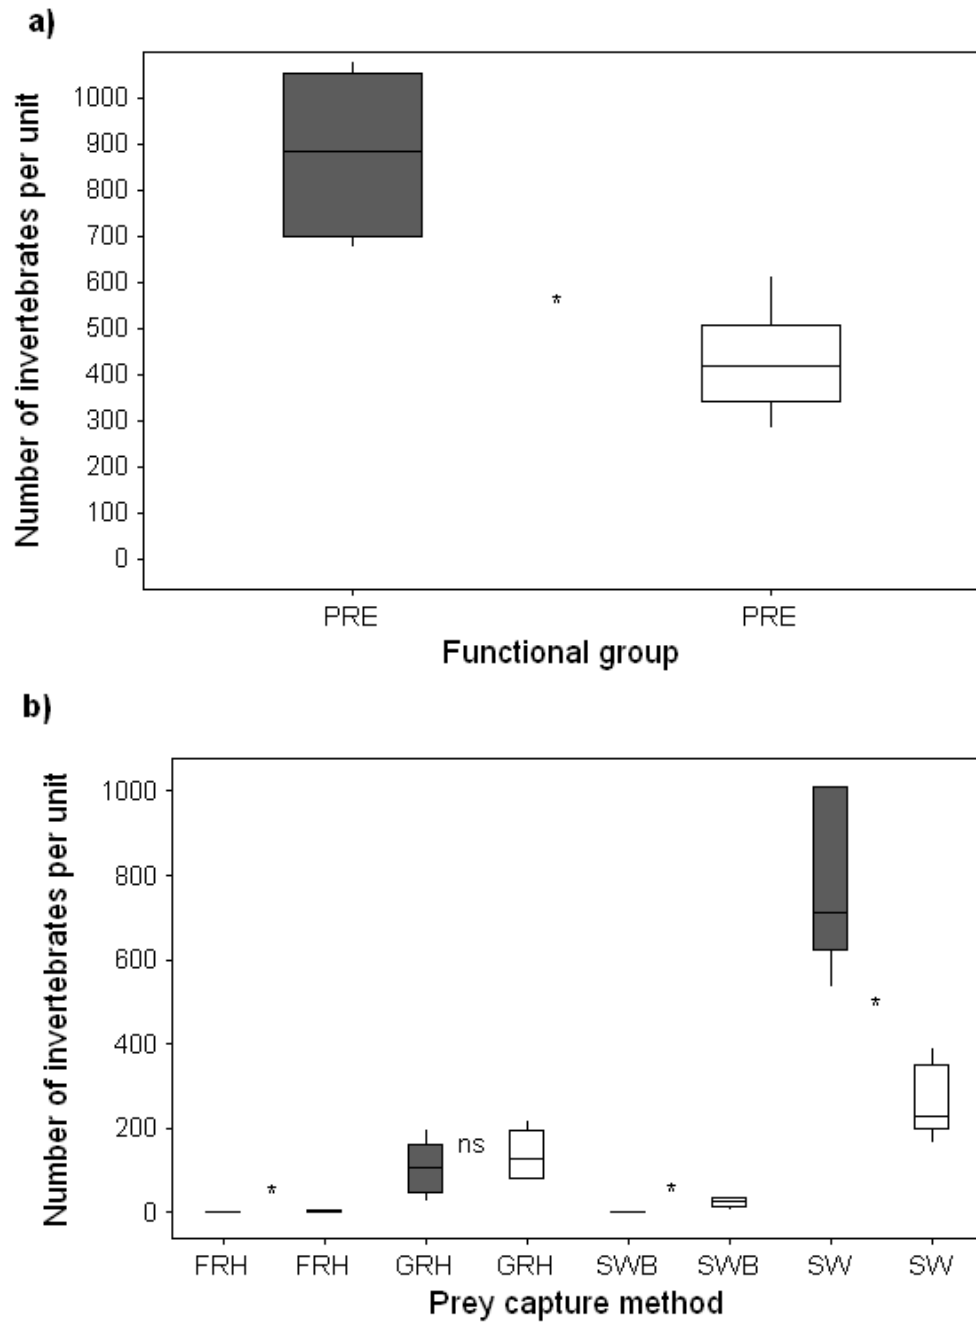 a)
Number of invertebrates per unit
1000
900
800
700
600
500
400
300
200
100
0
*
PRE PRE
Functional group
b)
Number of invertebrates per unit
1000
800
600
400
200
0
* ns * *
FRH FRH GRH GRH SWB SWB SW SW
Prey capture method